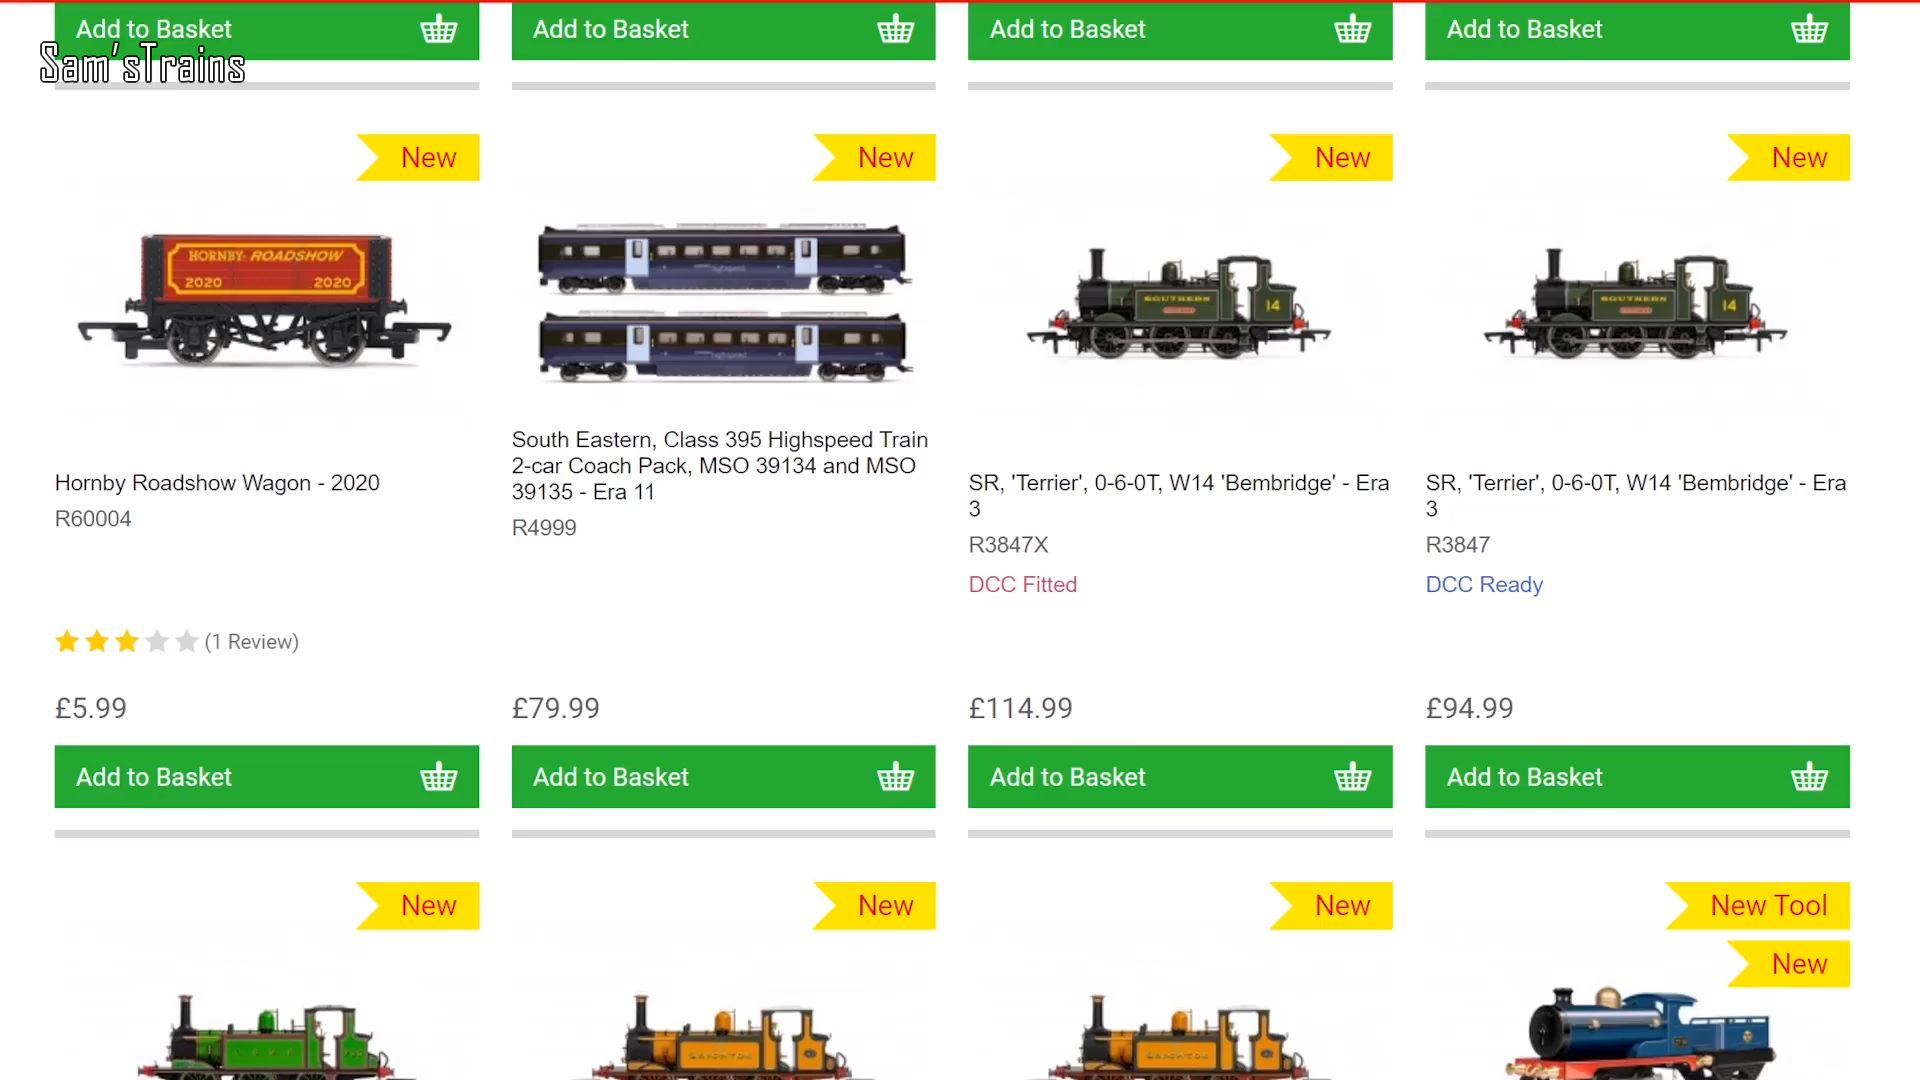 Add to Basket
Add to Basket
Add to Basket
Add to Basket
Sam'sTrains
New
New
New
New
HORNBY ROADSHOW
2020 2020
highspeed
highspeed
SOUTHERN
14
SOUTHERN
14
Hornby Roadshow Wagon - 2020
R60004
(1 Review)
£5.99
Add to Basket
South Eastern, Class 395 Highspeed Train
2-car Coach Pack, MSO 39134 and MSO
39135 - Era 11
R4999
£79.99
Add to Basket
SR, 'Terrier', 0-6-0T, W14 'Bembridge' - Era
3
R3847X
DCC Fitted
£114.99
Add to Basket
SR, 'Terrier', 0-6-0T, W14 'Bembridge' - Era
3
R3847
DCC Ready
£94.99
Add to Basket
New
New
New
New Tool
New
BRIGHTON
BRIGHTON